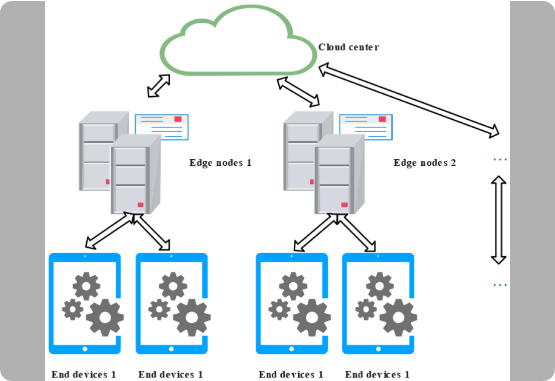 Cloud center
Edge nodes 1
Edge nodes 2
...
...
End devices 1
End devices 1
End devices 1
End devices 1